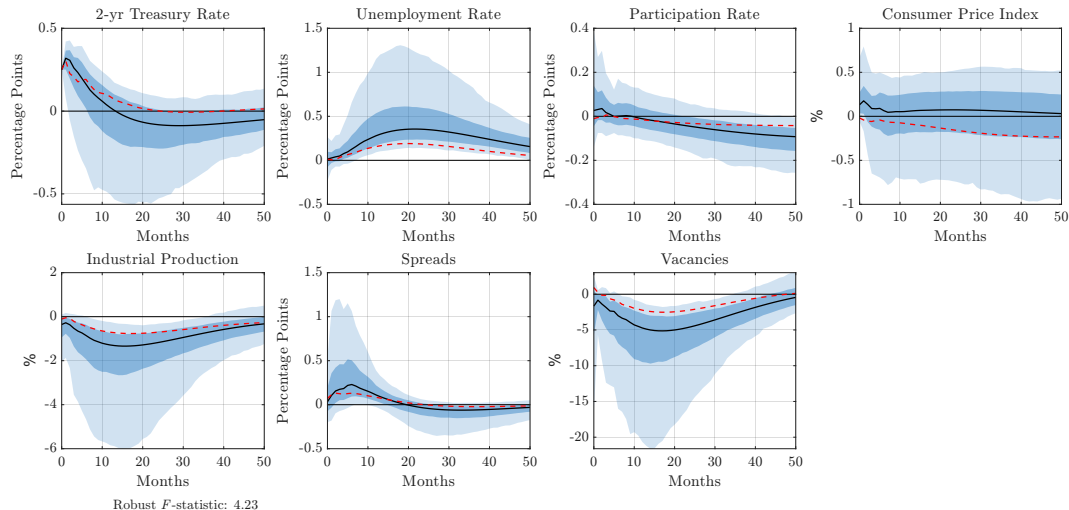 2-yr Treasury Rate
Percentage Points
0.5
0
-0.5
0 10 20 30 40 50
Months
Unemployment Rate
Percentage Points
1.5
1
0.5
0
-0.5
0 10 20 30 40 50
Months
Participation Rate
Percentage Points
0.4
0.2
0
-0.2
-0.4
0 10 20 30 40 50
Months
Consumer Price Index
%
1
0.5
0
-0.5
-1
0 10 20 30 40 50
Months
Industrial Production
%
2
0
-2
-4
-6
0 10 20 30 40 50
Months
Spreads
Percentage Points
1.5
1
0.5
0
-0.5
0 10 20 30 40 50
Months
Vacancies
%
0
-5
-10
-15
-20
0 10 20 30 40 50
Months
Robust F-statistic: 4.23